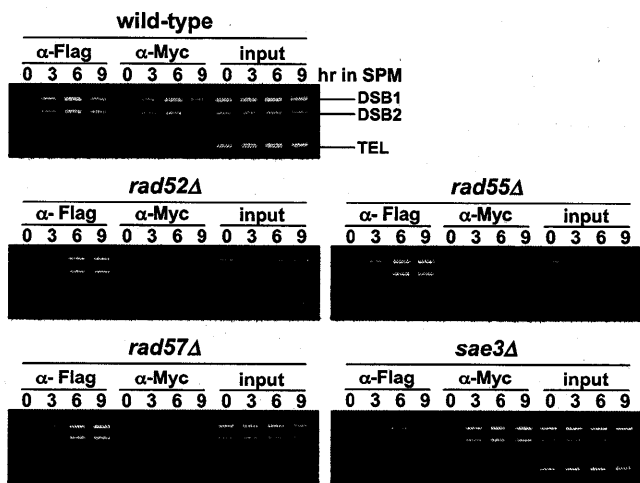 wild-type
α-Flag α-Myc input
0 3 6 9 0 3 6 9 0 3 6 9 hr in SPM
DSB1
DSB2
TEL
rad52Δ
α- Flag α-Myc input
0 3 6 9 0 3 6 9 0 3 6 9
rad55Δ
α- Flag α-Myc input
0 3 6 9 0 3 6 9 0 3 6 9
rad57Δ
α- Flag α-Myc input
0 3 6 9 0 3 6 9 0 3 6 9
sae3Δ
α-Flag α-Myc input
0 3 6 9 0 3 6 9 0 3 6 9